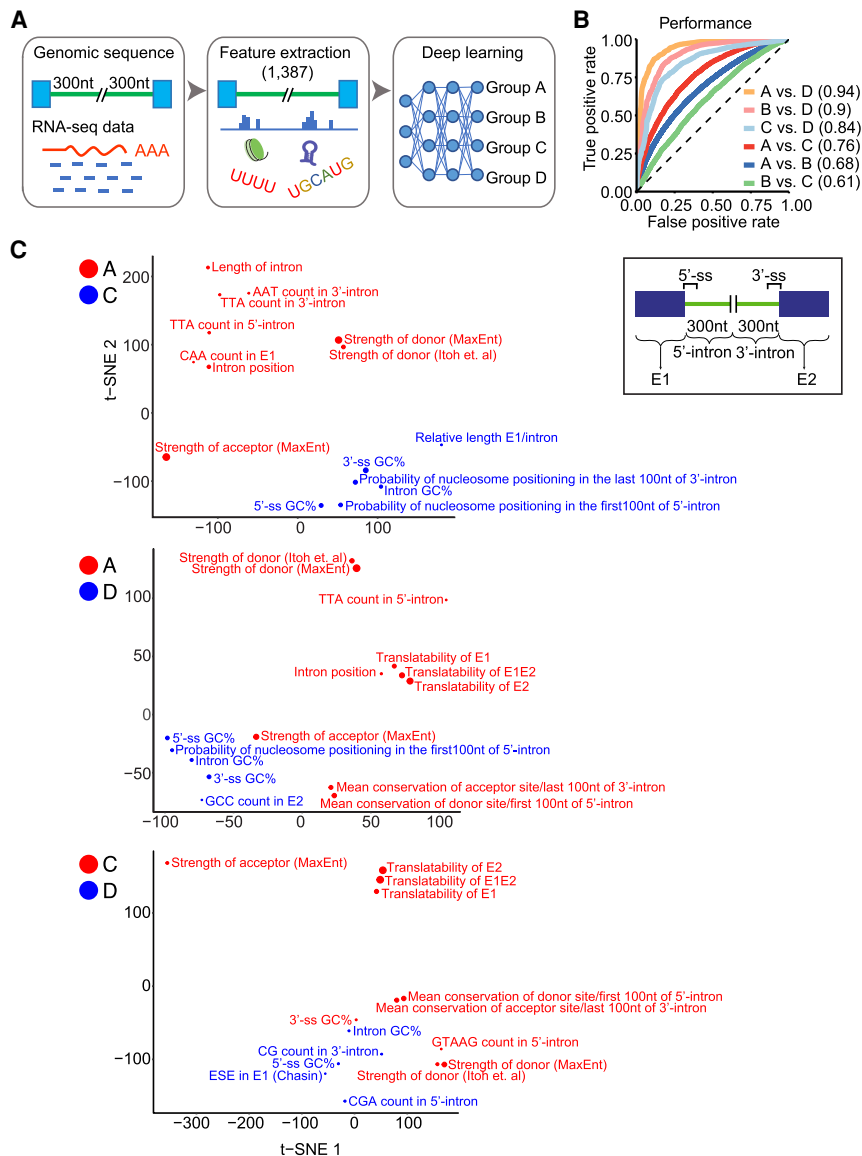 A
Genomic sequence
300nt 300nt
RNA-seq data
AAA
Feature extraction
(1,387)
UUUU
UGCAUG
Deep learning
Group A
Group B
Group C
Group D
B
Performance
True positive rate
1.00
0.75
0.50
0.25
0.00
0.00 0.25 0.50 0.75 1.00
False positive rate
A vs. D (0.94)
B vs. D (0.9)
C vs. D (0.84)
A vs. C (0.76)
A vs. B (0.68)
B vs. C (0.61)
C
A
C
t-SNE 2
200
100
0
−100
−100 0 100
Length of intron
AAT count in 3'-intron
TTA count in 3'-intron
TTA count in 5'-intron
Strength of donor (MaxEnt)
Strength of donor (Itoh et. al)
CAA count in E1
Intron position
Strength of acceptor (MaxEnt)
Relative length E1/intron
3'-ss GC%
Probability of nucleosome positioning in the last 100nt of 3'-intron
Intron GC%
5'-ss GC%
Probability of nucleosome positioning in the first100nt of 5'-intron
5'-ss 3'-ss
300nt 300nt
5'-intron 3'-intron
E1 E2
A
D
100
50
0
−50
−100 −50 0 50 100
Strength of donor (Itoh et. al)
Strength of donor (MaxEnt)
TTA count in 5'-intron
Translatability of E1
Intron position
Translatability of E1E2
Translatability of E2
5'-ss GC%
Strength of acceptor (MaxEnt)
Probability of nucleosome positioning in the first100nt of 5'-intron
Intron GC%
3'-ss GC%
Mean conservation of acceptor site/last 100nt of 3'-intron
GCC count in E2
Mean conservation of donor site/first 100nt of 5'-intron
C
D
100
0
−100
−300 −200 −100 0 100
t-SNE 1
Strength of acceptor (MaxEnt)
Translatability of E2
Translatability of E1E2
Translatability of E1
Mean conservation of donor site/first 100nt of 5'-intron
Mean conservation of acceptor site/last 100nt of 3'-intron
3'-ss GC%
Intron GC%
GTAAG count in 5'-intron
CG count in 3'-intron
5'-ss GC%
Strength of donor (MaxEnt)
ESE in E1 (Chasin)
Strength of donor (Itoh et. al)
CGA count in 5'-intron